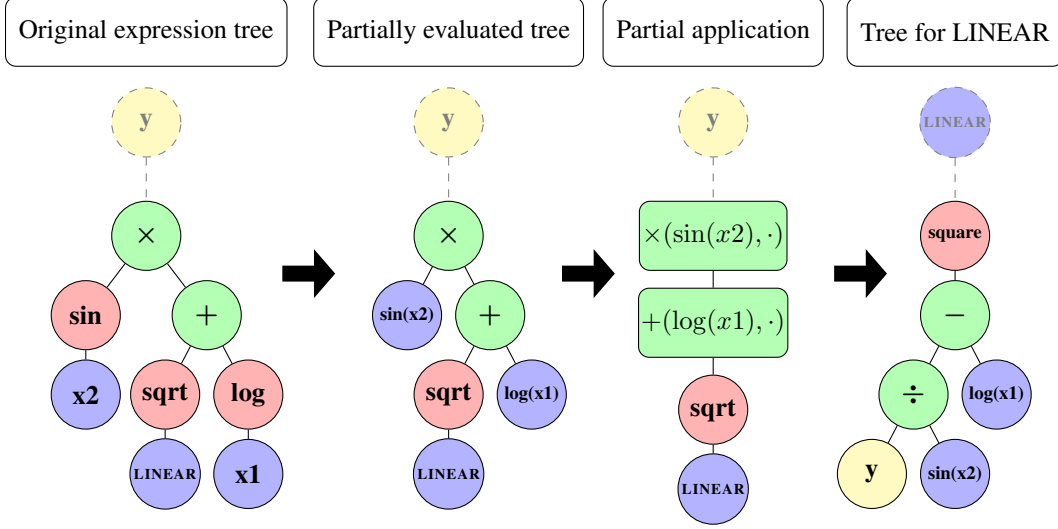 Original expression tree
Partially evaluated tree
Partial application
Tree for LINEAR
y
×
sin
+
x2
sqrt
log
LINEAR
x1
y
×
sin(x2)
+
sqrt
log(x1)
LINEAR
y
×(sin(x2), ·)
+(log(x1), ·)
sqrt
LINEAR
LINEAR
square
−
÷
log(x1)
y
sin(x2)